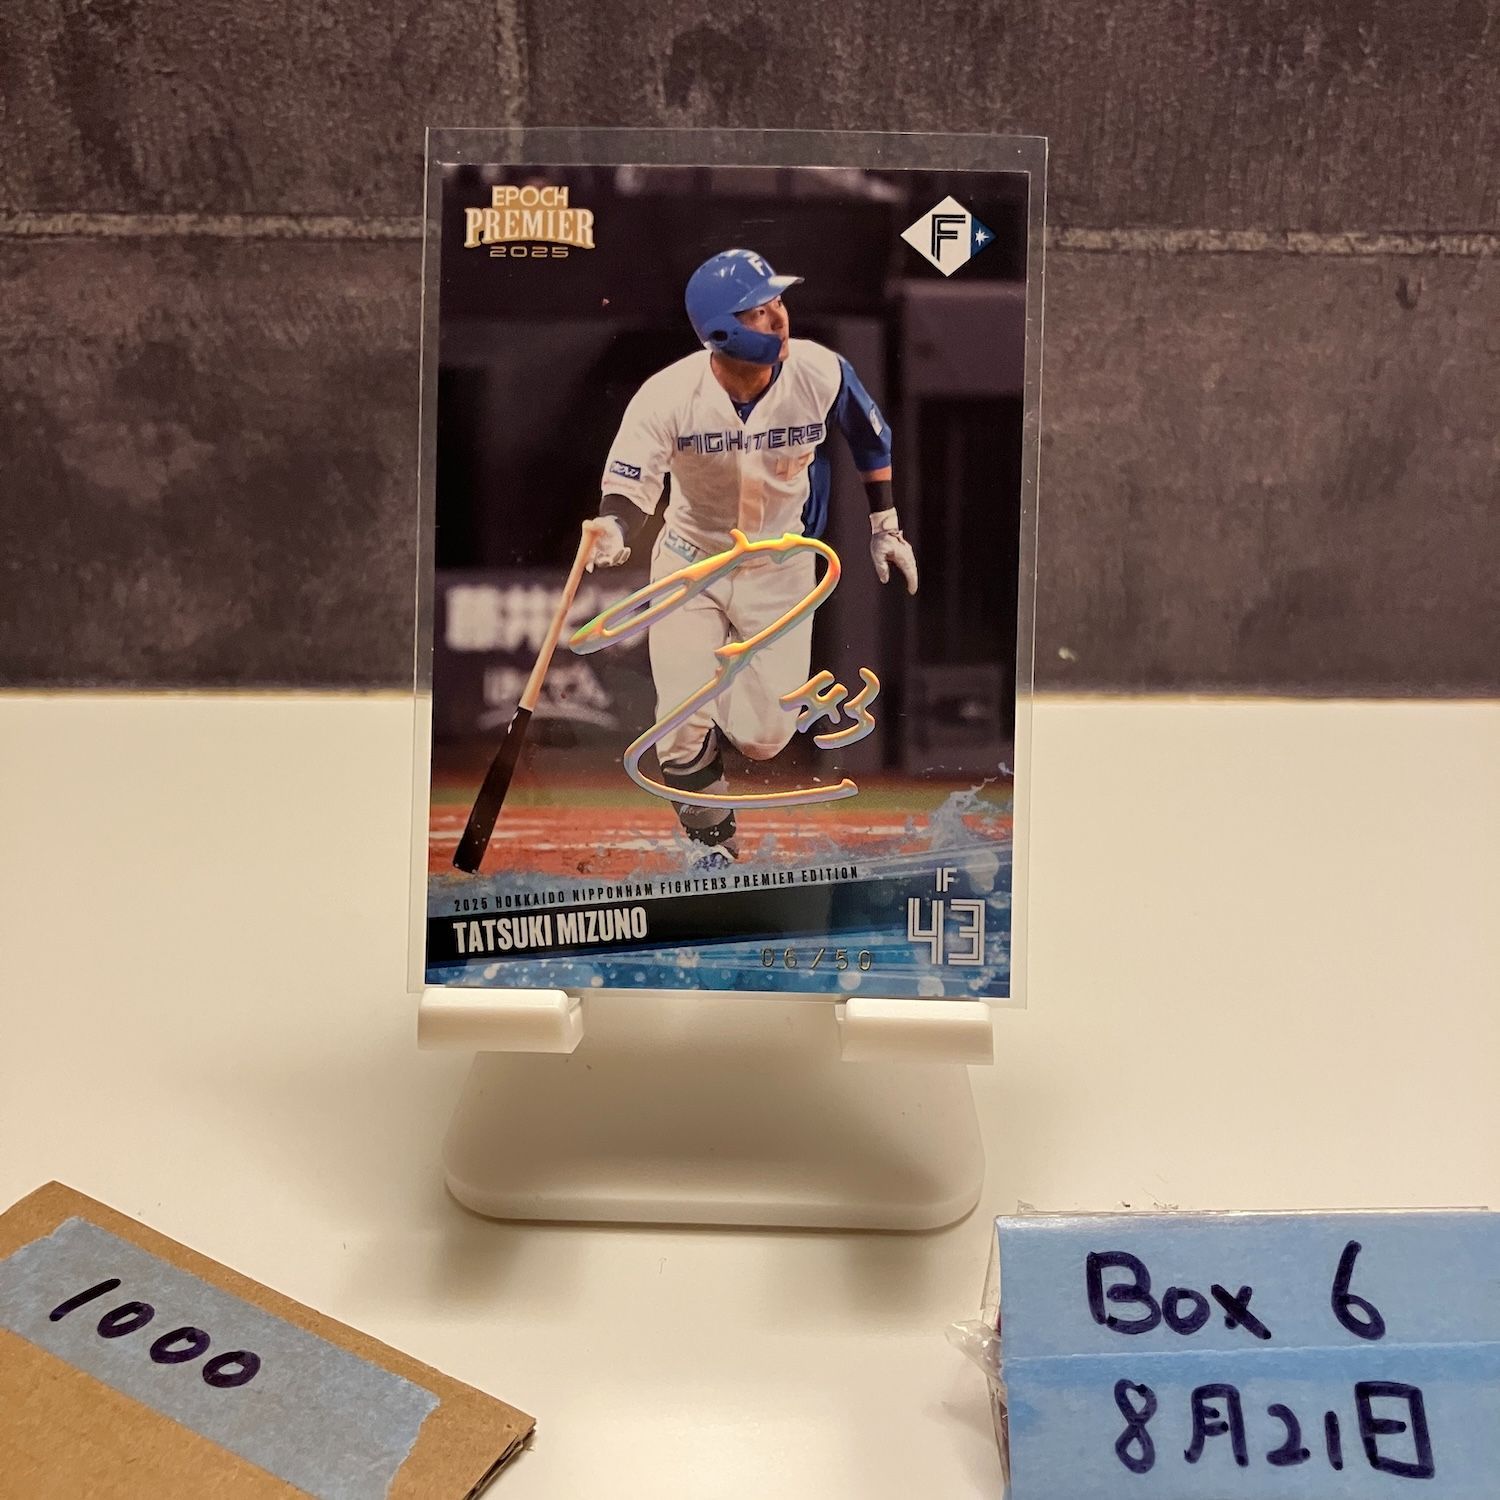 EPOCH
PREMIER
2025
F
F
FIGHTERS
2025 HOKKAIDO NIPPONHAM FIGHTERS PREMIER EDITION
TATSUKI MIZUNO
IF
43
06/50
1000
Box 6
8月21日